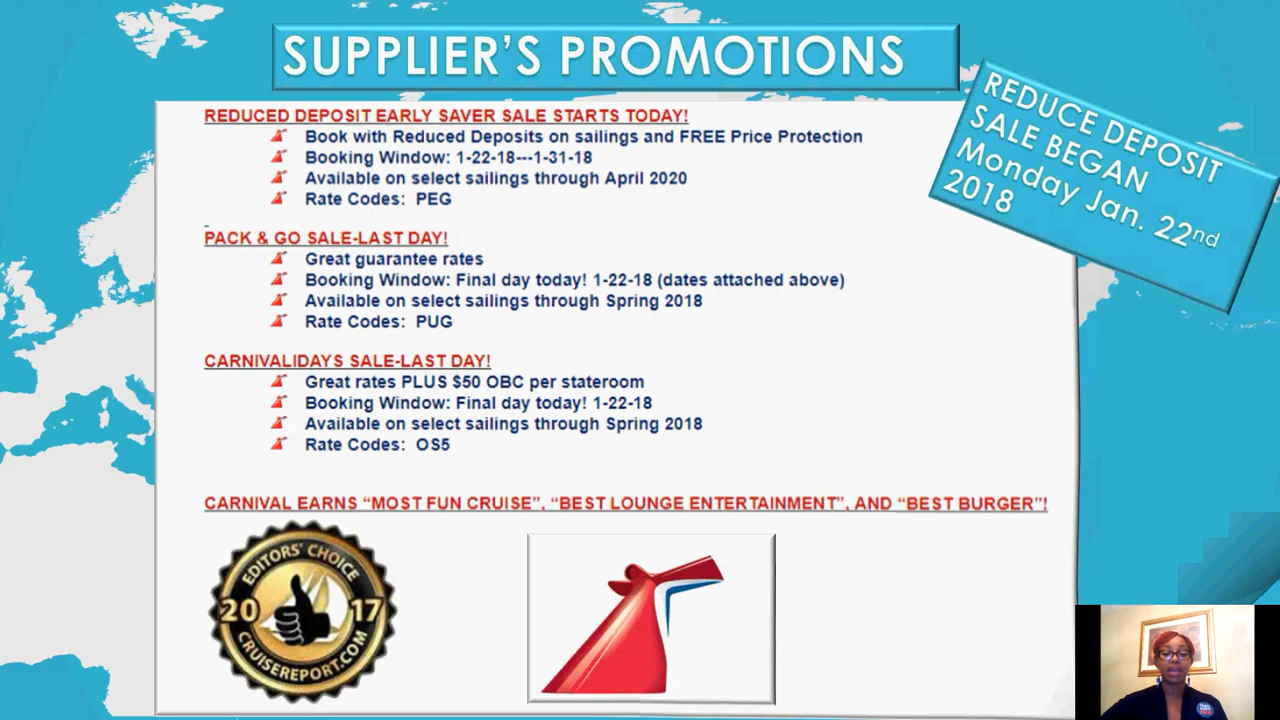 SUPPLIER'S PROMOTIONS
REDUCE DEPOSIT
SALE BEGAN
Monday Jan. 22nd
2018
REDUCED DEPOSIT EARLY SAVER SALE STARTS TODAY!
Book with Reduced Deposits on sailings and FREE Price Protection
Booking Window: 1-22-18---1-31-18
Available on select sailings through April 2020
Rate Codes: PEG
PACK & GO SALE-LAST DAY!
Great guarantee rates
Booking Window: Final day today! 1-22-18 (dates attached above)
Available on select sailings through Spring 2018
Rate Codes: PUG
CARNIVALIDAYS SALE-LAST DAY!
Great rates PLUS $50 OBC per stateroom
Booking Window: Final day today! 1-22-18
Available on select sailings through Spring 2018
Rate Codes: OS5
CARNIVAL EARNS “MOST FUN CRUISE”, “BEST LOUNGE ENTERTAINMENT”, AND “BEST BURGER”!
EDITORS' CHOICE
20 17
CRUISEREPORT.COM